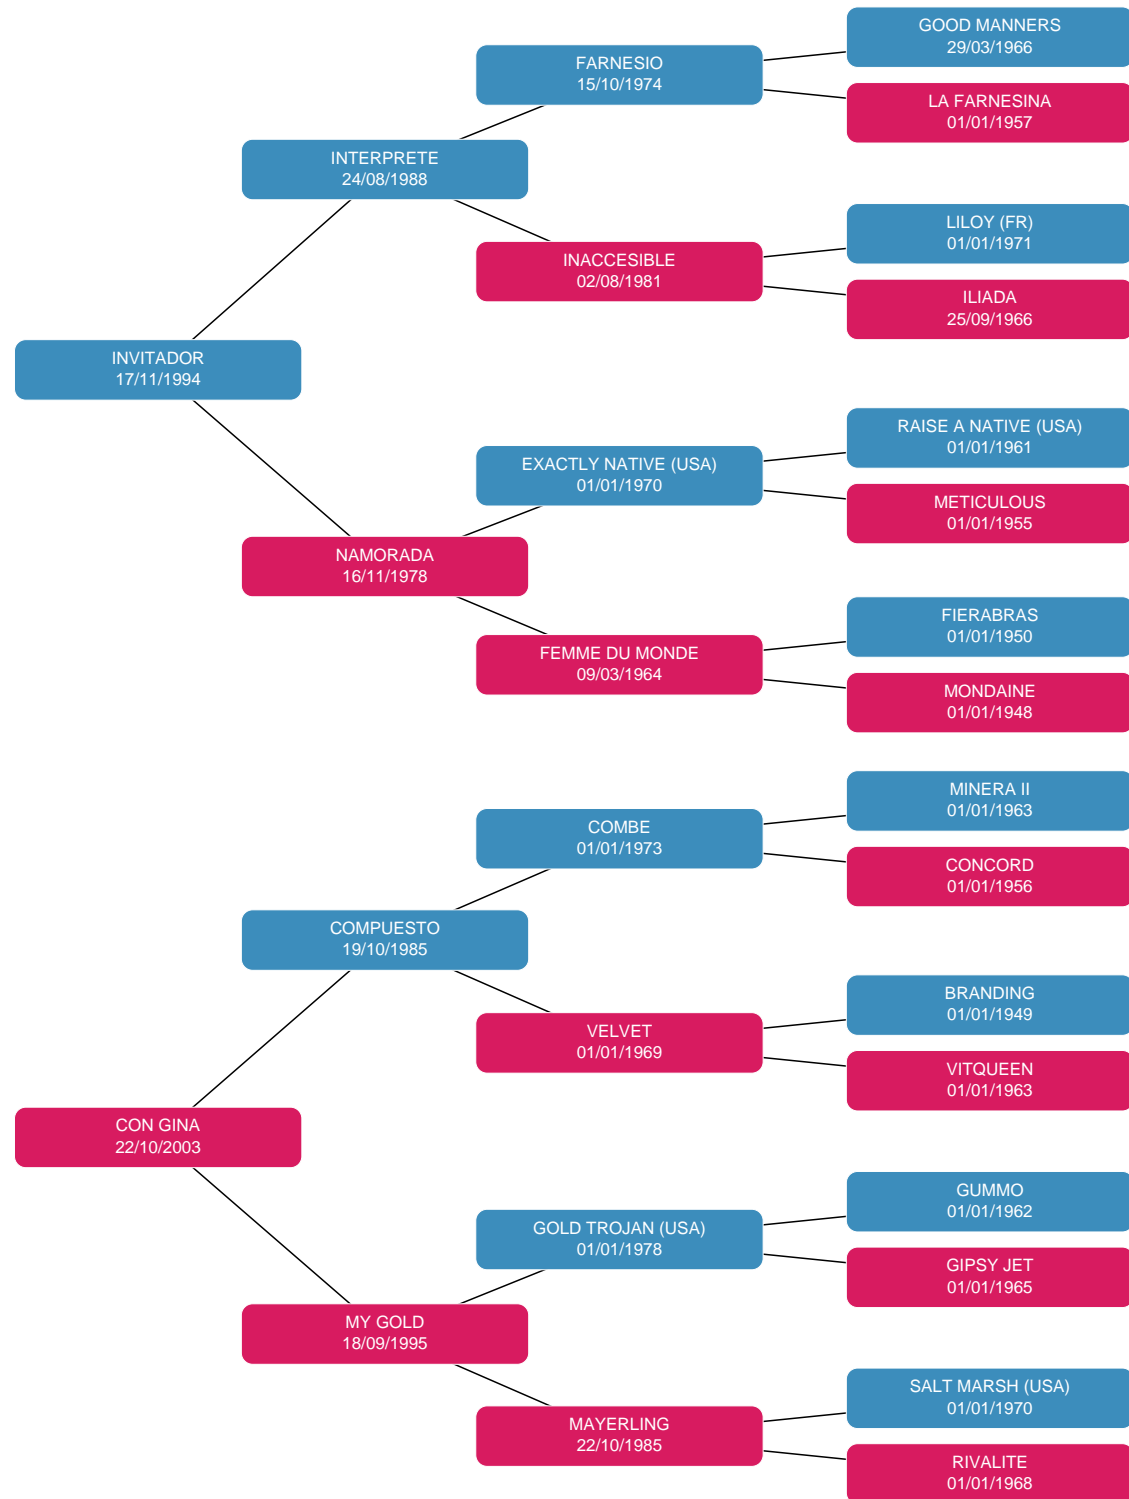 GOOD MANNERS
29/03/1966
FARNESIO
15/10/1974
LA FARNESINA
01/01/1957
INTERPRETE
24/08/1988
LILOY (FR)
01/01/1971
INACCESIBLE
02/08/1981
ILIADA
25/09/1966
INVITADOR
17/11/1994
RAISE A NATIVE (USA)
01/01/1961
EXACTLY NATIVE (USA)
01/01/1970
METICULOUS
01/01/1955
NAMORADA
16/11/1978
FIERABRAS
01/01/1950
FEMME DU MONDE
09/03/1964
MONDAINE
01/01/1948
MINERA II
01/01/1963
COMBE
01/01/1973
CONCORD
01/01/1956
COMPUESTO
19/10/1985
BRANDING
01/01/1949
VELVET
01/01/1969
VITQUEEN
01/01/1963
CON GINA
22/10/2003
GUMMO
01/01/1962
GOLD TROJAN (USA)
01/01/1978
GIPSY JET
01/01/1965
MY GOLD
18/09/1995
SALT MARSH (USA)
01/01/1970
MAYERLING
22/10/1985
RIVALITE
01/01/1968